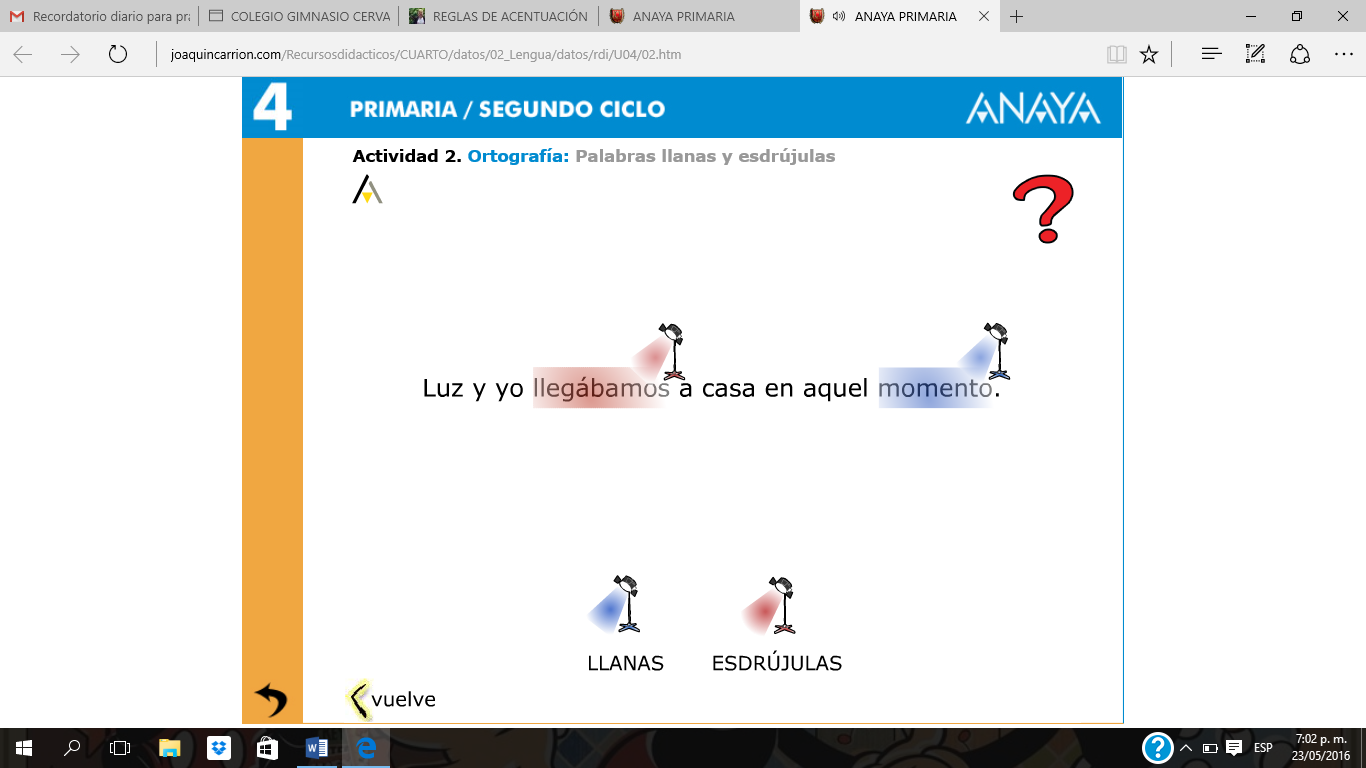 Recordatorio diario para pra
COLEGIO GIMNASIO CERVA
REGLAS DE ACENTUACIÓN
ANAYA PRIMARIA
ANAYA PRIMARIA
joaquincarrion.com/Recursosdidacticos/CUARTO/datos/02_Lengua/datos/rdi/U04/02.htm
4 PRIMARIA / SEGUNDO CICLO ANAYA
Actividad 2. Ortografía: Palabras llanas y esdrújulas
?
Luz y yo llegábamos a casa en aquel momento.
LLANAS ESDRÚJULAS
vuelve
ESP
7:02 p. m.
23/05/2016